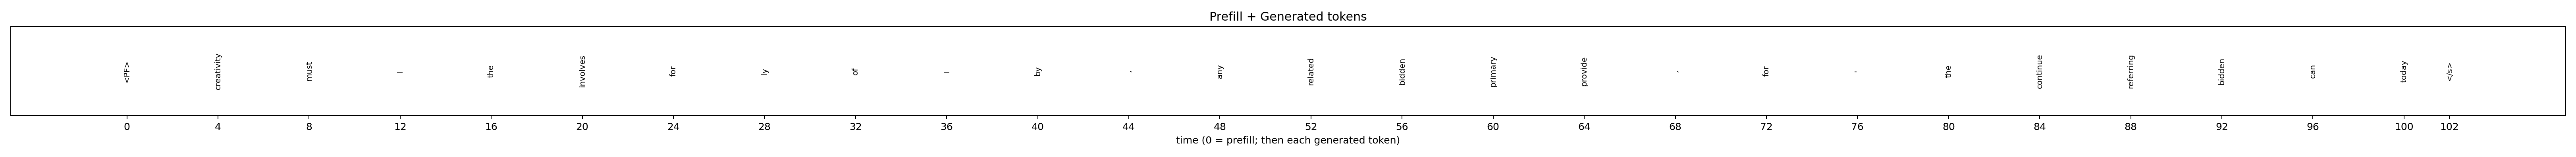 Prefill + Generated tokens
<PF> creativity must I the involves for ly of I by - any related bidden primary provide - for - the continue referring bidden can today </s>
0 4 8 12 16 20 24 28 32 36 40 44 48 52 56 60 64 68 72 76 80 84 88 92 96 100 102
time (0 = prefill; then each generated token)